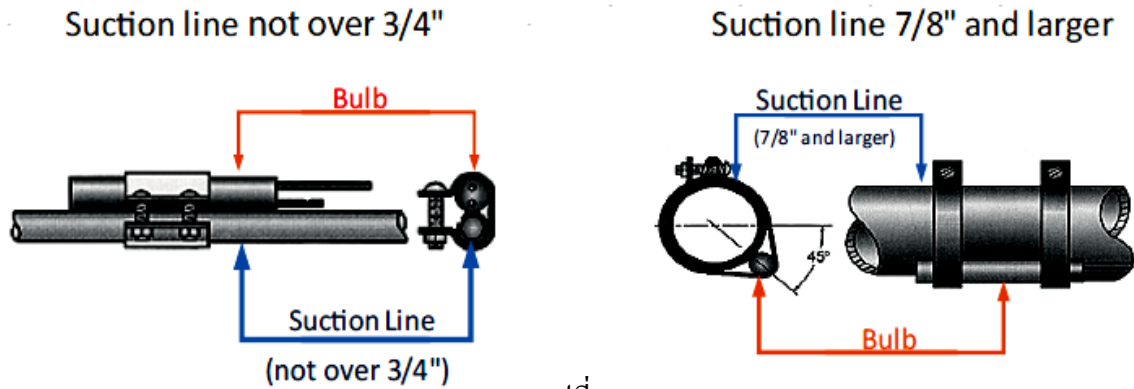 Suction line not over 3/4"
Suction line 7/8" and larger
Bulb
Suction Line
(not over 3/4")
Suction Line
(7/8" and larger)
45°
Bulb